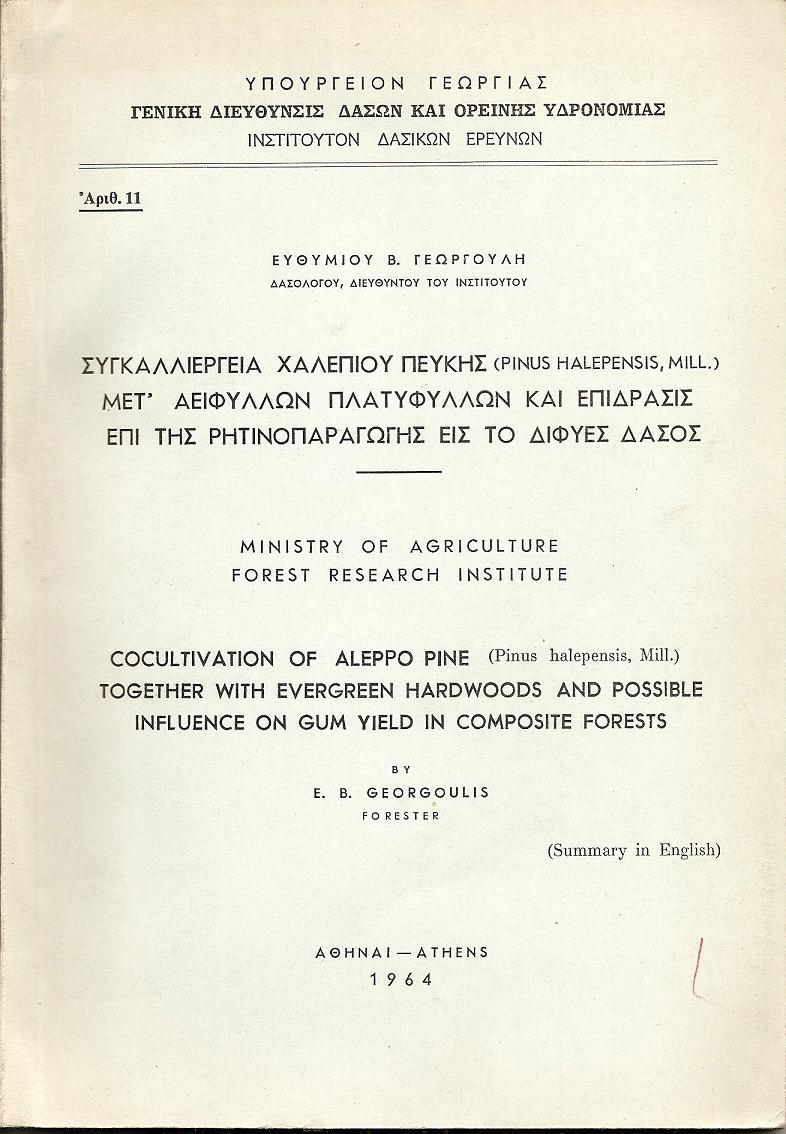 ΥΠΟΥΡΓΕΙΟΝ ΓΕΩΡΓΙΑΣ
ΓΕΝΙΚΗ ΔΙΕΥΘΥΝΣΙΣ ΔΑΣΩΝ ΚΑΙ ΟΡΕΙΝΗΣ ΥΔΡΟΝΟΜΙΑΣ
ΙΝΣΤΙΤΟΥΤΟΝ ΔΑΣΙΚΩΝ ΕΡΕΥΝΩΝ
Ἀριθ. 11
ΕΥΘΥΜΙΟΥ Β. ΓΕΩΡΓΟΥΛΗ
ΔΑΣΟΛΟΓΟΥ, ΔΙΕΥΘΥΝΤΟΥ ΤΟΥ ΙΝΣΤΙΤΟΥΤΟΥ
ΣΥΓΚΑΛΛΙΕΡΓΕΙΑ ΧΑΛΕΠΙΟΥ ΠΕΥΚΗΣ (PINUS HALEPENSIS, MILL.)
ΜΕΤ' ΑΕΙΦΥΛΛΩΝ ΠΛΑΤΥΦΥΛΛΩΝ ΚΑΙ ΕΠΙΔΡΑΣΙΣ
ΕΠΙ ΤΗΣ ΡΗΤΙΝΟΠΑΡΑΓΩΓΗΣ ΕΙΣ ΤΟ ΔΙΦΥΕΣ ΔΑΣΟΣ
MINISTRY OF AGRICULTURE
FOREST RESEARCH INSTITUTE
COCULTIVATION OF ALEPPO PINE (Pinus halepensis, Mill.)
TOGETHER WITH EVERGREEN HARDWOODS AND POSSIBLE
INFLUENCE ON GUM YIELD IN COMPOSITE FORESTS
BY
E. B. GEORGOULIS
FORESTER
(Summary in English)
ΑΘΗΝΑΙ — ATHENS
1964